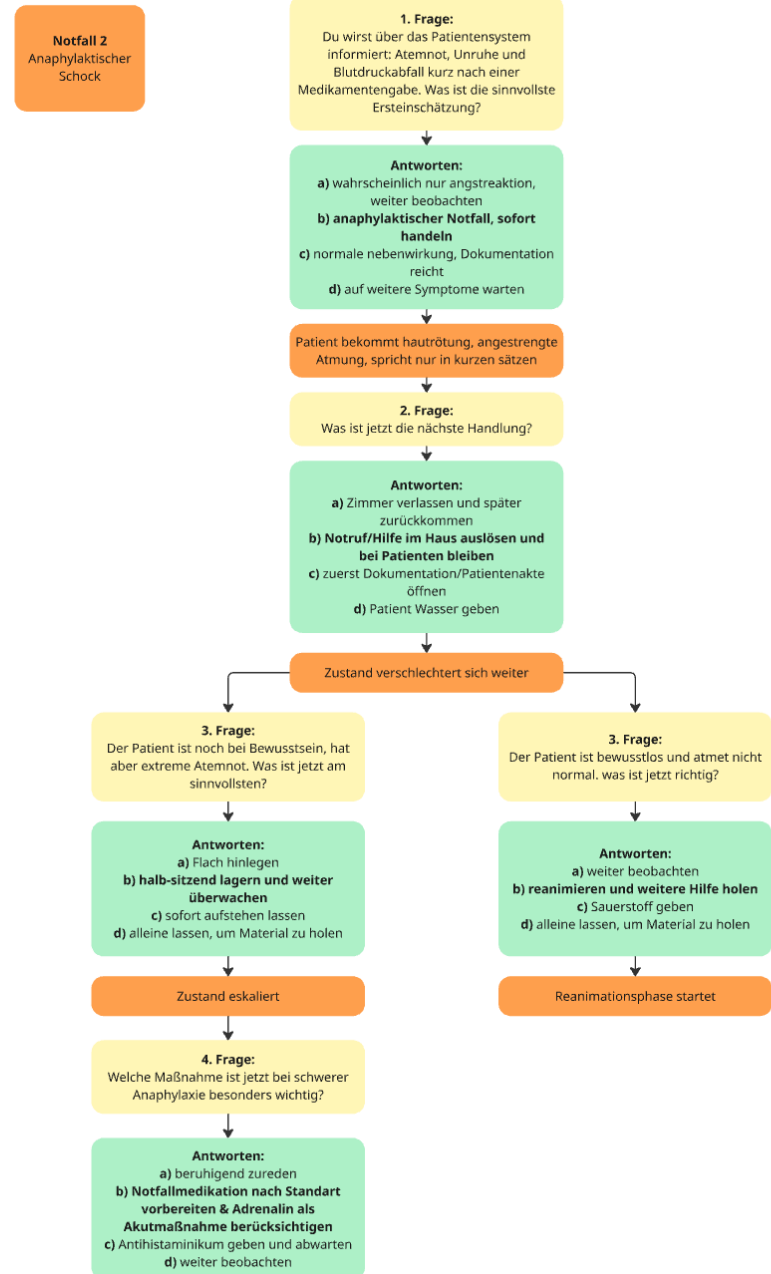 Notfall 2
Anaphylaktischer
Schock
1. Frage:
Du wirst über das Patientensystem
informiert: Atemnot, Unruhe und
Blutdruckabfall kurz nach einer
Medikamentengabe. Was ist die sinnvollste
Ersteinschätzung?
Antworten:
a) wahrscheinlich nur angstreaktion,
weiter beobachten
b) anaphylaktischer Notfall, sofort
handeln
c) normale nebenwirkung, Dokumentation
reicht
d) auf weitere Symptome warten
Patient bekommt hautrötung, angestrengte
Atmung, spricht nur in kurzen sätzen
2. Frage:
Was ist jetzt die nächste Handlung?
Antworten:
a) Zimmer verlassen und später
zurückkommen
b) Notruf/Hilfe im Haus auslösen und
bei Patienten bleiben
c) zuerst Dokumentation/Patientenakte
öffnen
d) Patient Wasser geben
Zustand verschlechtert sich weiter
3. Frage:
Der Patient ist noch bei Bewusstsein, hat
aber extreme Atemnot. Was ist jetzt am
sinnvollsten?
Antworten:
a) Flach hinlegen
b) halb-sitzend lagern und weiter
überwachen
c) sofort aufstehen lassen
d) alleine lassen, um Material zu holen
Zustand eskaliert
4. Frage:
Welche Maßnahme ist jetzt bei schwerer
Anaphylaxie besonders wichtig?
Antworten:
a) beruhigend zureden
b) Notfallmedikation nach Standart
vorbereiten & Adrenalin als
Akutmaßnahme berücksichtigen
c) Antihistaminikum geben und abwarten
d) weiter beobachten
3. Frage:
Der Patient ist bewusstlos und atmet nicht
normal. was ist jetzt richtig?
Antworten:
a) weiter beobachten
b) reanimieren und weitere Hilfe holen
c) Sauerstoff geben
d) alleine lassen, um Material zu holen
Reanimationsphase startet